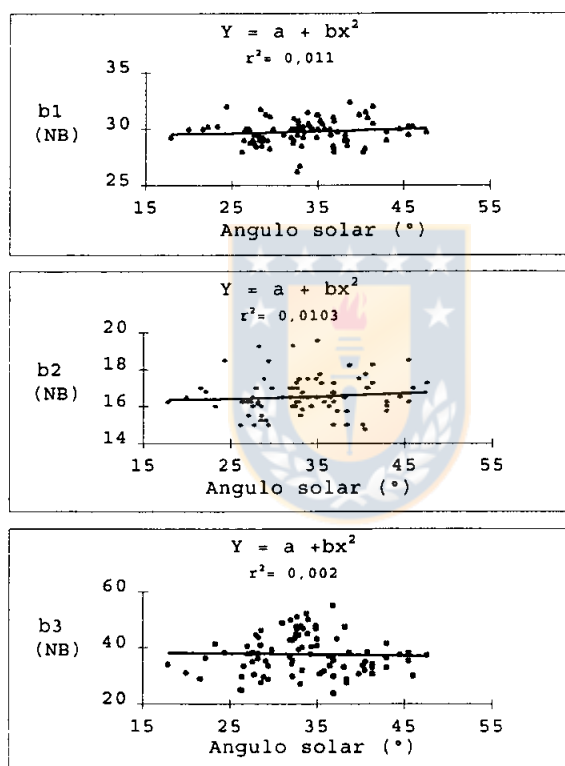 Y = a + bx²
r²= 0,011
35
b1
30
(NB)
25
15 25 35 45 55
Angulo solar (°)
Y = a + bx²
r²= 0,0103
20
b2
18
(NB)
16
14
15 25 35 45 55
Angulo solar (°)
Y = a +bx²
r²= 0,002
60
b3
40
(NB)
20
15 25 35 45 55
Angulo solar (°)